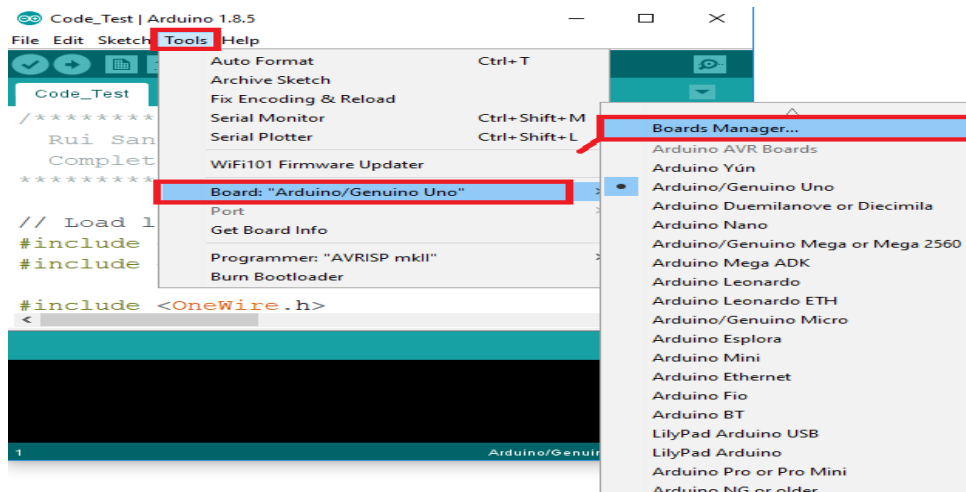 Code_Test | Arduino 1.8.5
File Edit Sketch Tools Help
Auto Format Ctrl+T
Archive Sketch
Fix Encoding & Reload
Serial Monitor Ctrl+Shift+M
Serial Plotter Ctrl+Shift+L
WiFi101 Firmware Updater
Board: "Arduino/Genuino Uno"
Port
Get Board Info
Programmer: "AVRISP mkII"
Burn Bootloader
Code_Test
/********
Rui San
Complet
*********
// Load l
#include
#include
#include <OneWire.h>
1 Arduino/Genuin
Boards Manager...
Arduino AVR Boards
Arduino Yún
Arduino/Genuino Uno
Arduino Duemilanove or Diecimila
Arduino Nano
Arduino/Genuino Mega or Mega 2560
Arduino Mega ADK
Arduino Leonardo
Arduino Leonardo ETH
Arduino/Genuino Micro
Arduino Esplora
Arduino Mini
Arduino Ethernet
Arduino Fio
Arduino BT
LilyPad Arduino USB
LilyPad Arduino
Arduino Pro or Pro Mini
Arduino NG or older